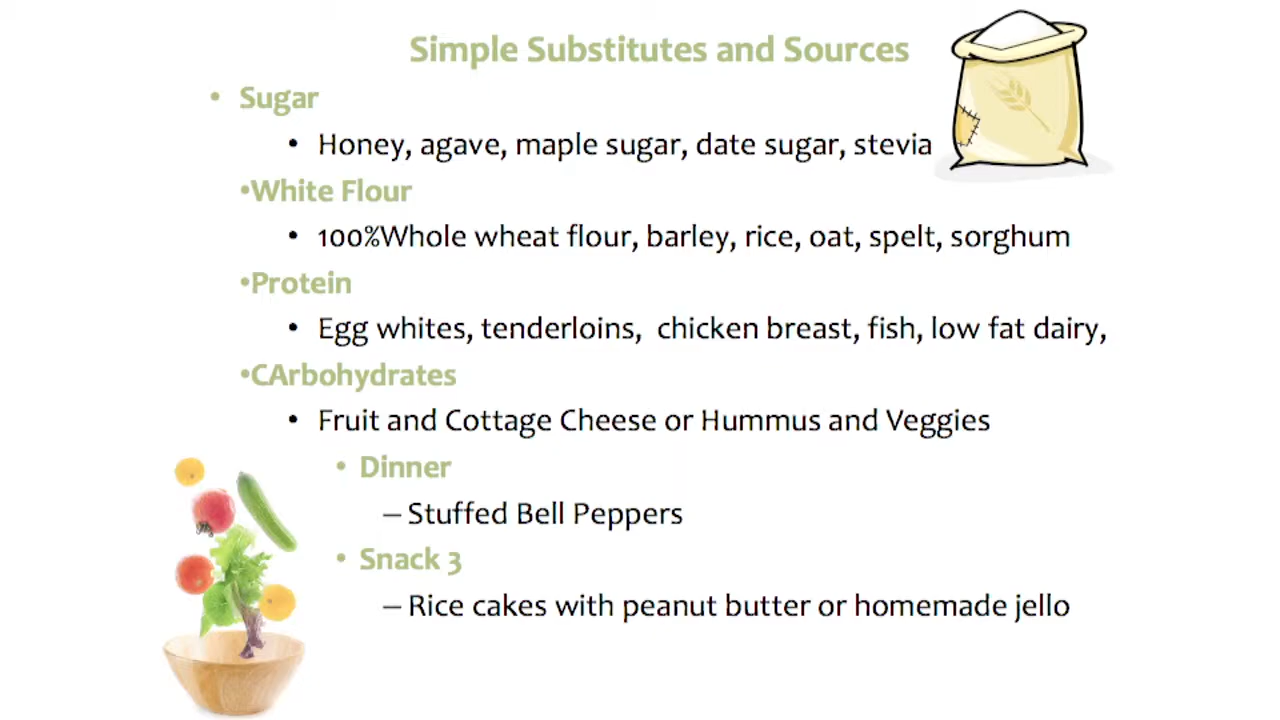 Simple Substitutes and Sources
• Sugar
• Honey, agave, maple sugar, date sugar, stevia
•White Flour
• 100%Whole wheat flour, barley, rice, oat, spelt, sorghum
•Protein
• Egg whites, tenderloins,  chicken breast, fish, low fat dairy,
•CArbohydrates
• Fruit and Cottage Cheese or Hummus and Veggies
• Dinner
– Stuffed Bell Peppers
• Snack 3
– Rice cakes with peanut butter or homemade jello